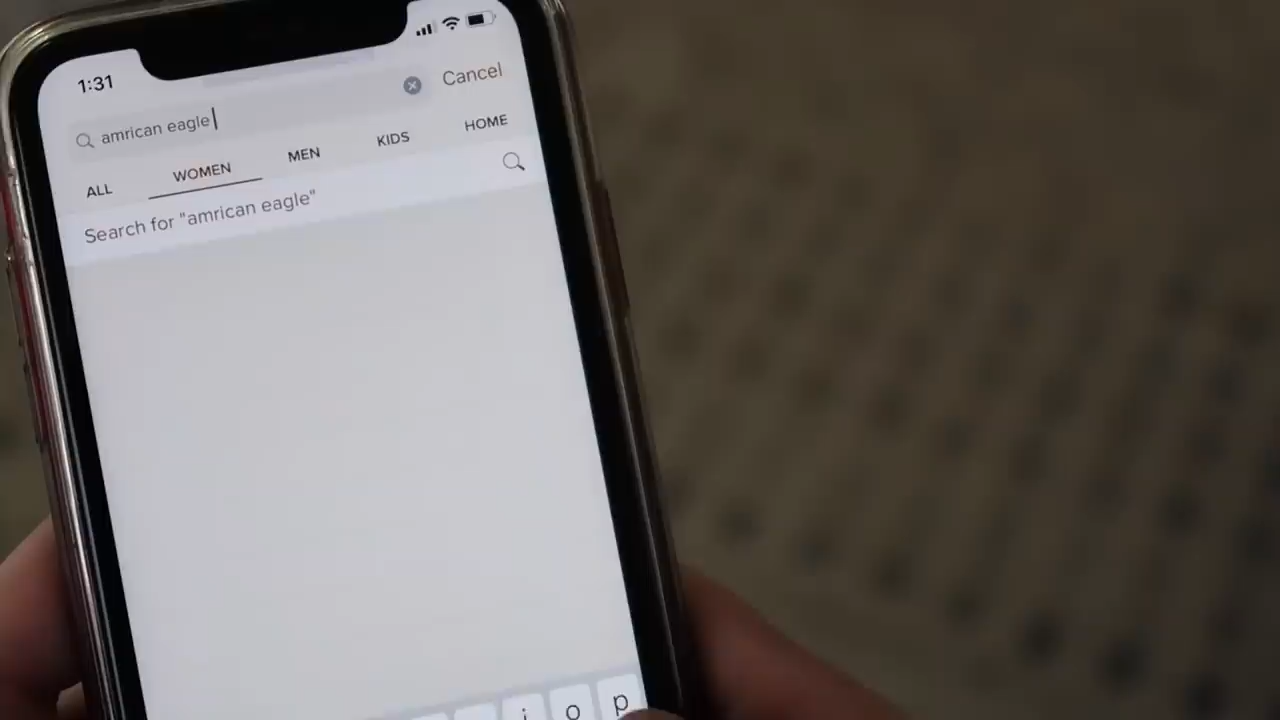 1:31
amrican eagle
Cancel
ALL WOMEN MEN KIDS HOME
Search for "amrican eagle"
i o p